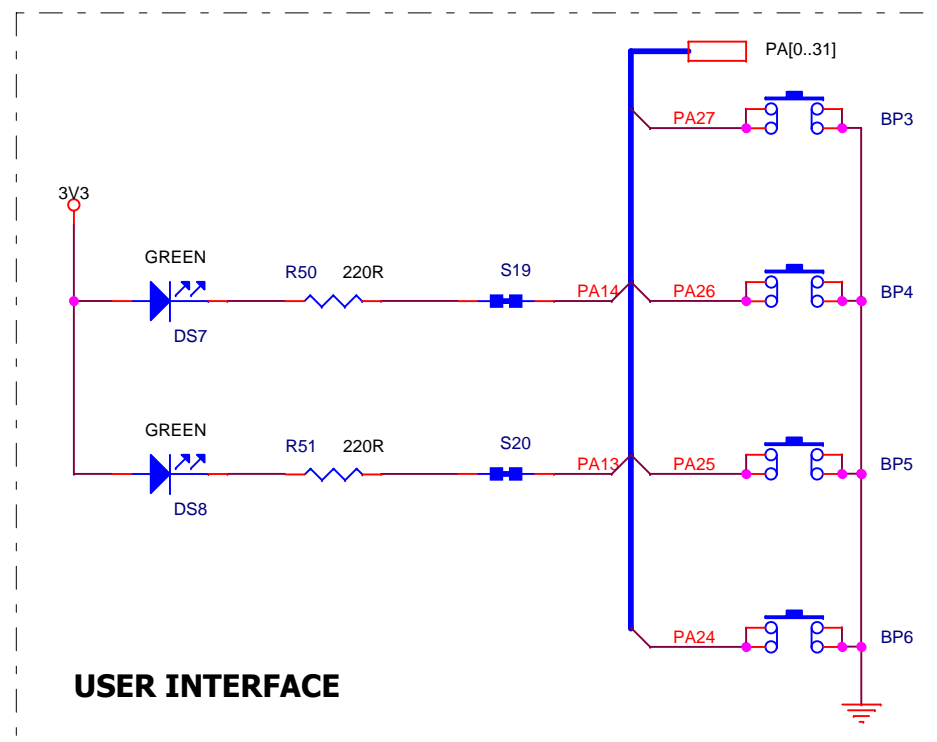 PA[0..31]
PA27
BP3
3V3
GREEN
R50
220R
S19
PA14
PA26
BP4
DS7
GREEN
R51
220R
S20
PA13
PA25
BP5
DS8
PA24
BP6
USER INTERFACE